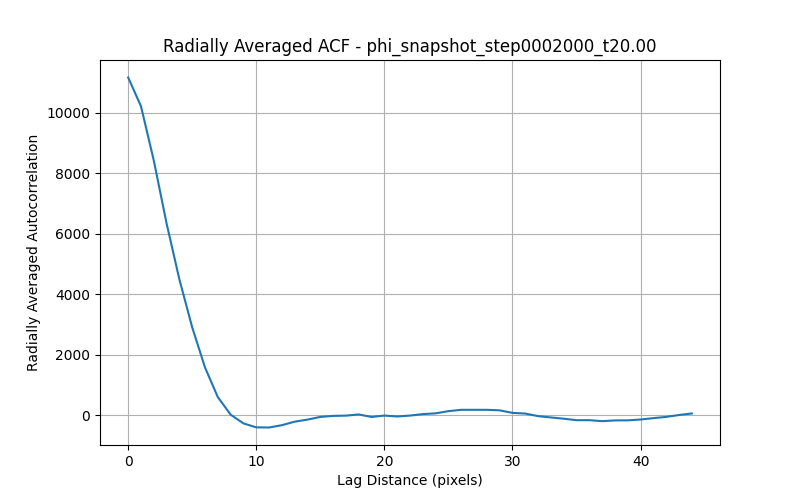 Radially Averaged ACF - phi_snapshot_step0002000_t20.00
Radially Averaged Autocorrelation
10000
8000
6000
4000
2000
0
0 10 20 30 40
Lag Distance (pixels)